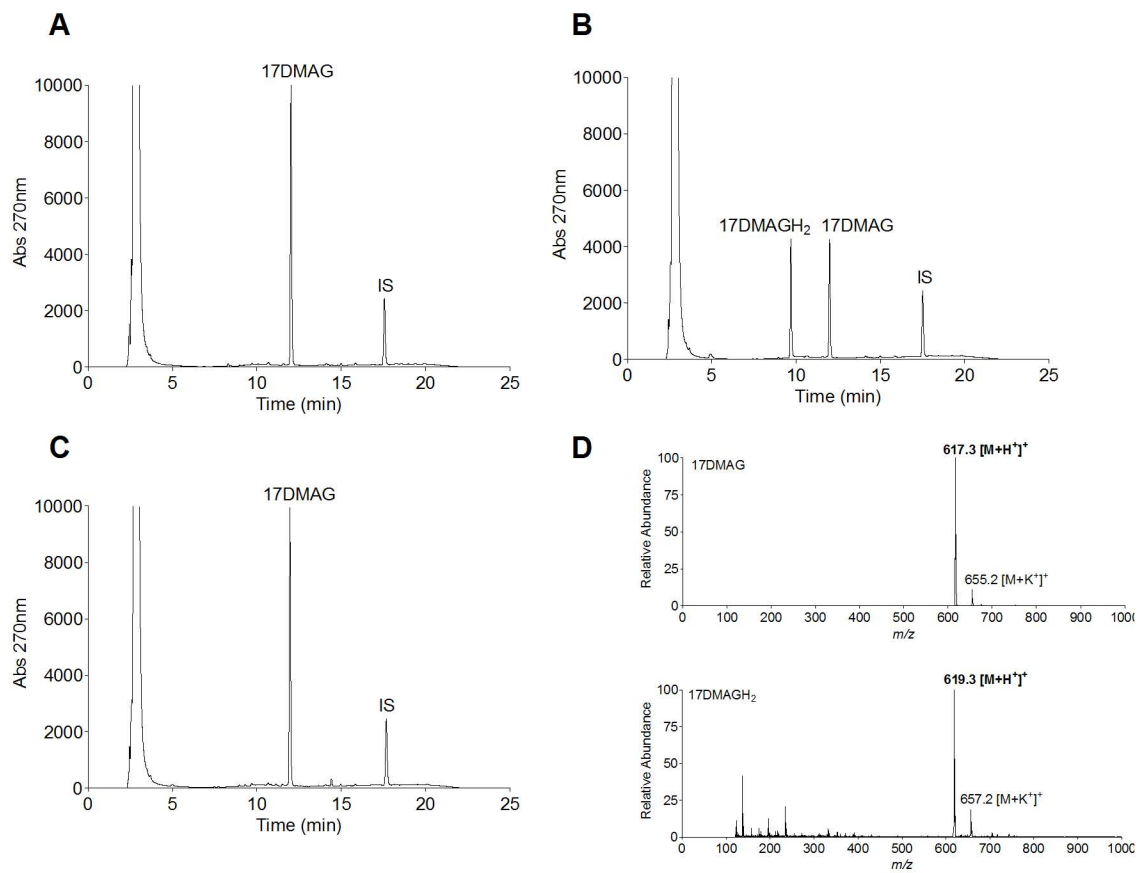 A
17DMAG
10000
8000
6000
4000
2000
0
Abs 270nm
IS
0 5 10 15 20 25
Time (min)
B
10000
8000
6000
4000
2000
0
Abs 270nm
17DMAGH₂ 17DMAG
IS
0 5 10 15 20 25
Time (min)
C
17DMAG
10000
8000
6000
4000
2000
0
Abs 270nm
IS
0 5 10 15 20 25
Time (min)
D
617.3 [M+H⁺]⁺
17DMAG
100
75
50
25
0
Relative Abundance
655.2 [M+K⁺]⁺
0 100 200 300 400 500 600 700 800 900 1000
m/z
619.3 [M+H⁺]⁺
17DMAGH₂
100
75
50
25
0
Relative Abundance
657.2 [M+K⁺]⁺
0 100 200 300 400 500 600 700 800 900 1000
m/z